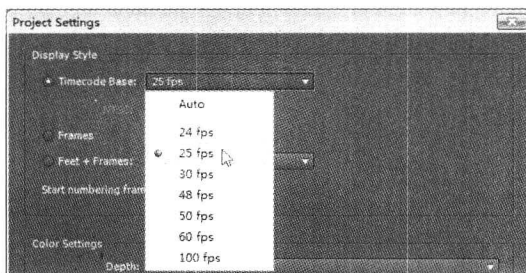 Project Settings
Display Style
Timecode Base: 25 fps
Auto
NTSC:
Frames
24 fps
25 fps
Feet + Frames:
30 fps
Start numbering fram
48 fps
50 fps
Color Settings
60 fps
Depth:
100 fps